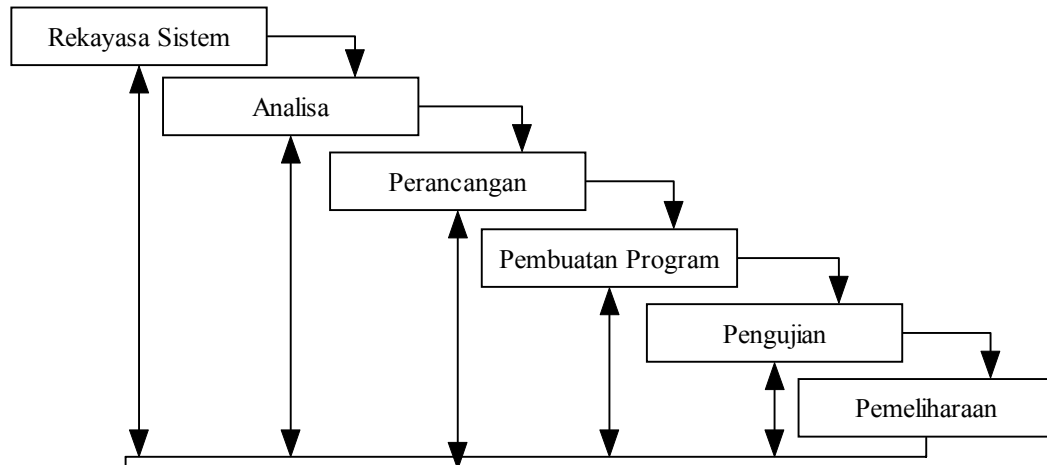 Rekayasa Sistem
Analisa
Perancangan
Pembuatan Program
Pengujian
Pemeliharaan